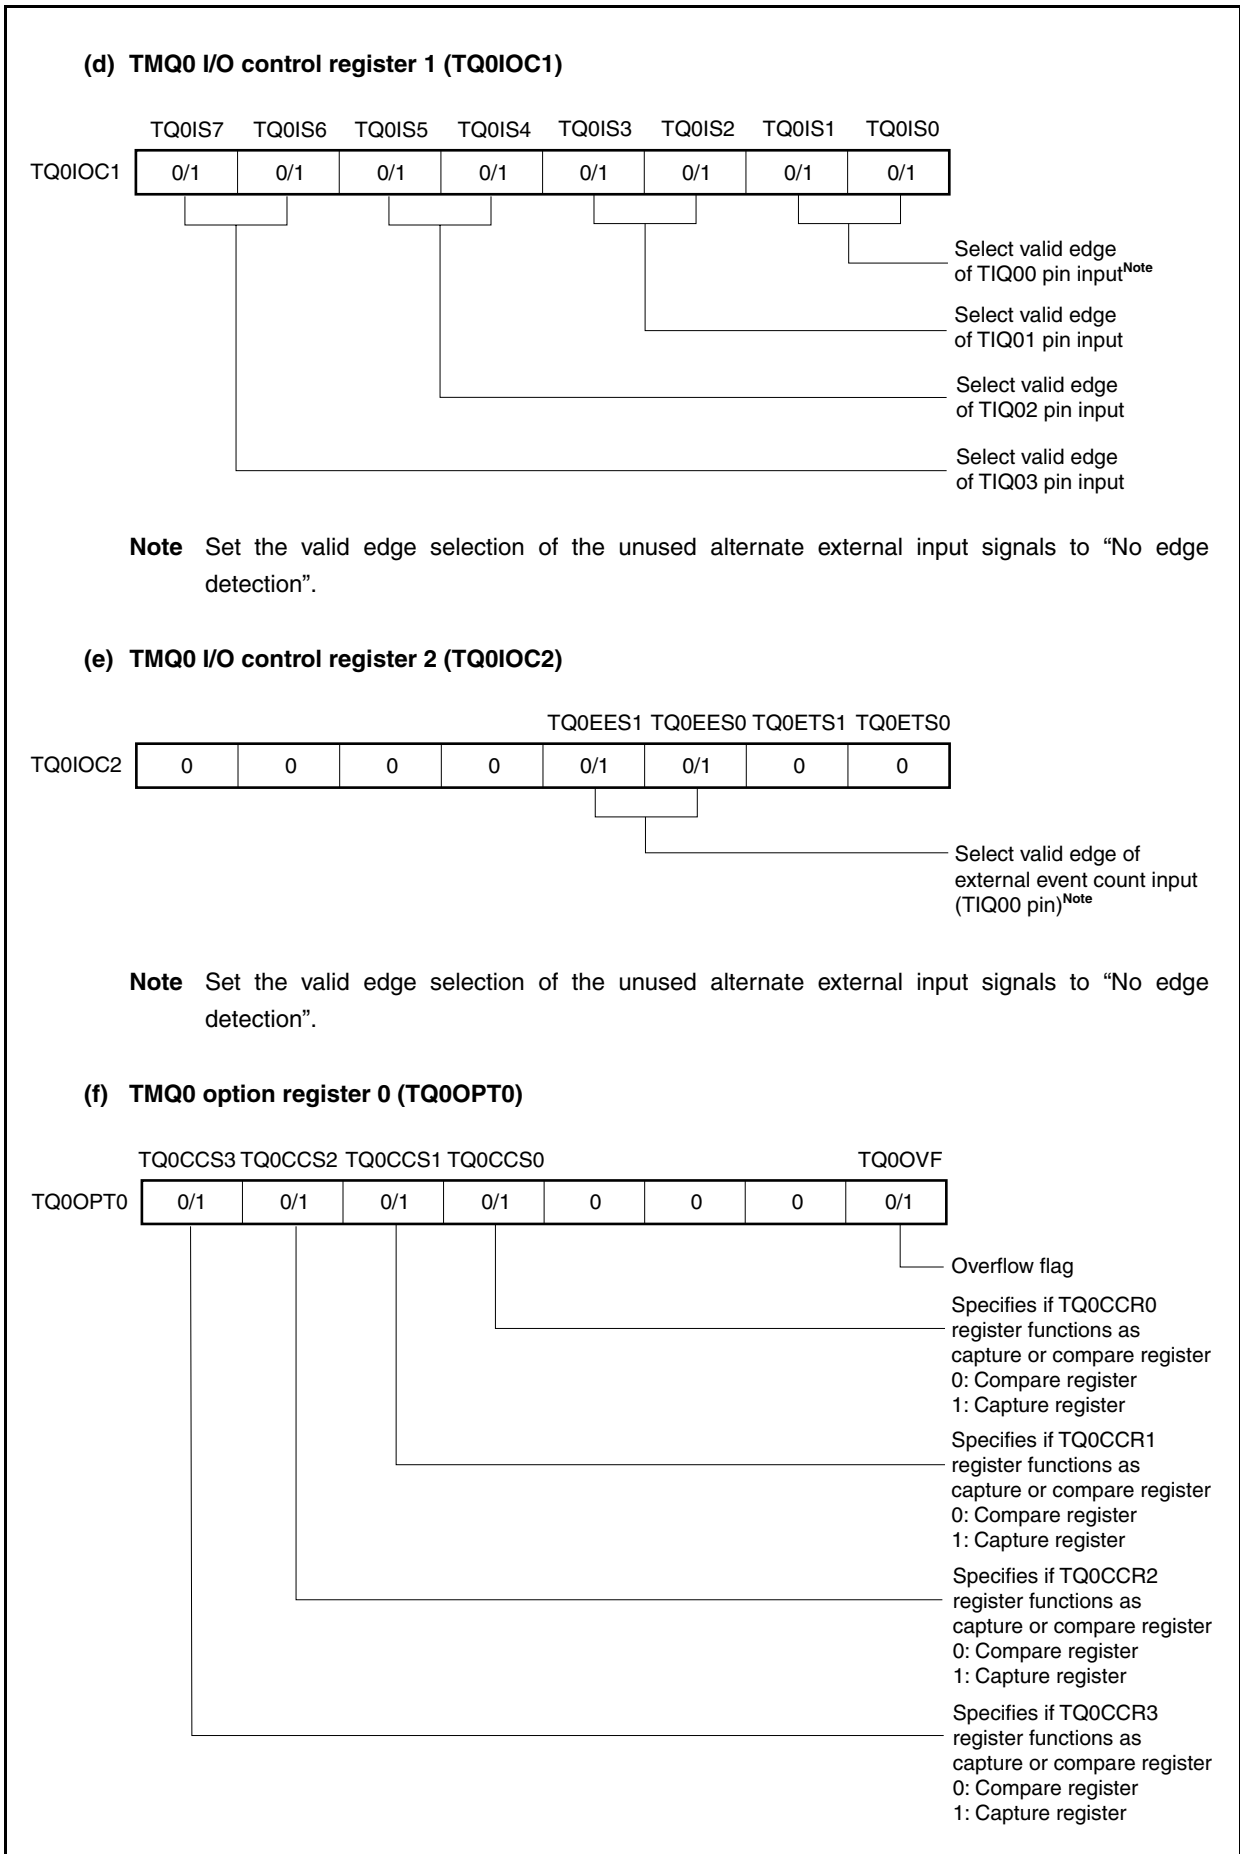 (d) TMQ0 I/O control register 1 (TQ0IOC1)
TQ0IS7 TQ0IS6 TQ0IS5 TQ0IS4 TQ0IS3 TQ0IS2 TQ0IS1 TQ0IS0
TQ0IOC1 0/1 0/1 0/1 0/1 0/1 0/1 0/1 0/1
Select valid edge
of TIQ00 pin inputNote
Select valid edge
of TIQ01 pin input
Select valid edge
of TIQ02 pin input
Select valid edge
of TIQ03 pin input
Note Set the valid edge selection of the unused alternate external input signals to “No edge
detection”.
(e) TMQ0 I/O control register 2 (TQ0IOC2)
TQ0EES1 TQ0EES0 TQ0ETS1 TQ0ETS0
TQ0IOC2 0 0 0 0 0/1 0/1 0 0
Select valid edge of
external event count input
(TIQ00 pin)Note
Note Set the valid edge selection of the unused alternate external input signals to “No edge
detection”.
(f) TMQ0 option register 0 (TQ0OPT0)
TQ0CCS3 TQ0CCS2 TQ0CCS1 TQ0CCS0 TQ0OVF
TQ0OPT0 0/1 0/1 0/1 0/1 0 0 0 0/1
Overflow flag
Specifies if TQ0CCR0
register functions as
capture or compare register
0: Compare register
1: Capture register
Specifies if TQ0CCR1
register functions as
capture or compare register
0: Compare register
1: Capture register
Specifies if TQ0CCR2
register functions as
capture or compare register
0: Compare register
1: Capture register
Specifies if TQ0CCR3
register functions as
capture or compare register
0: Compare register
1: Capture register